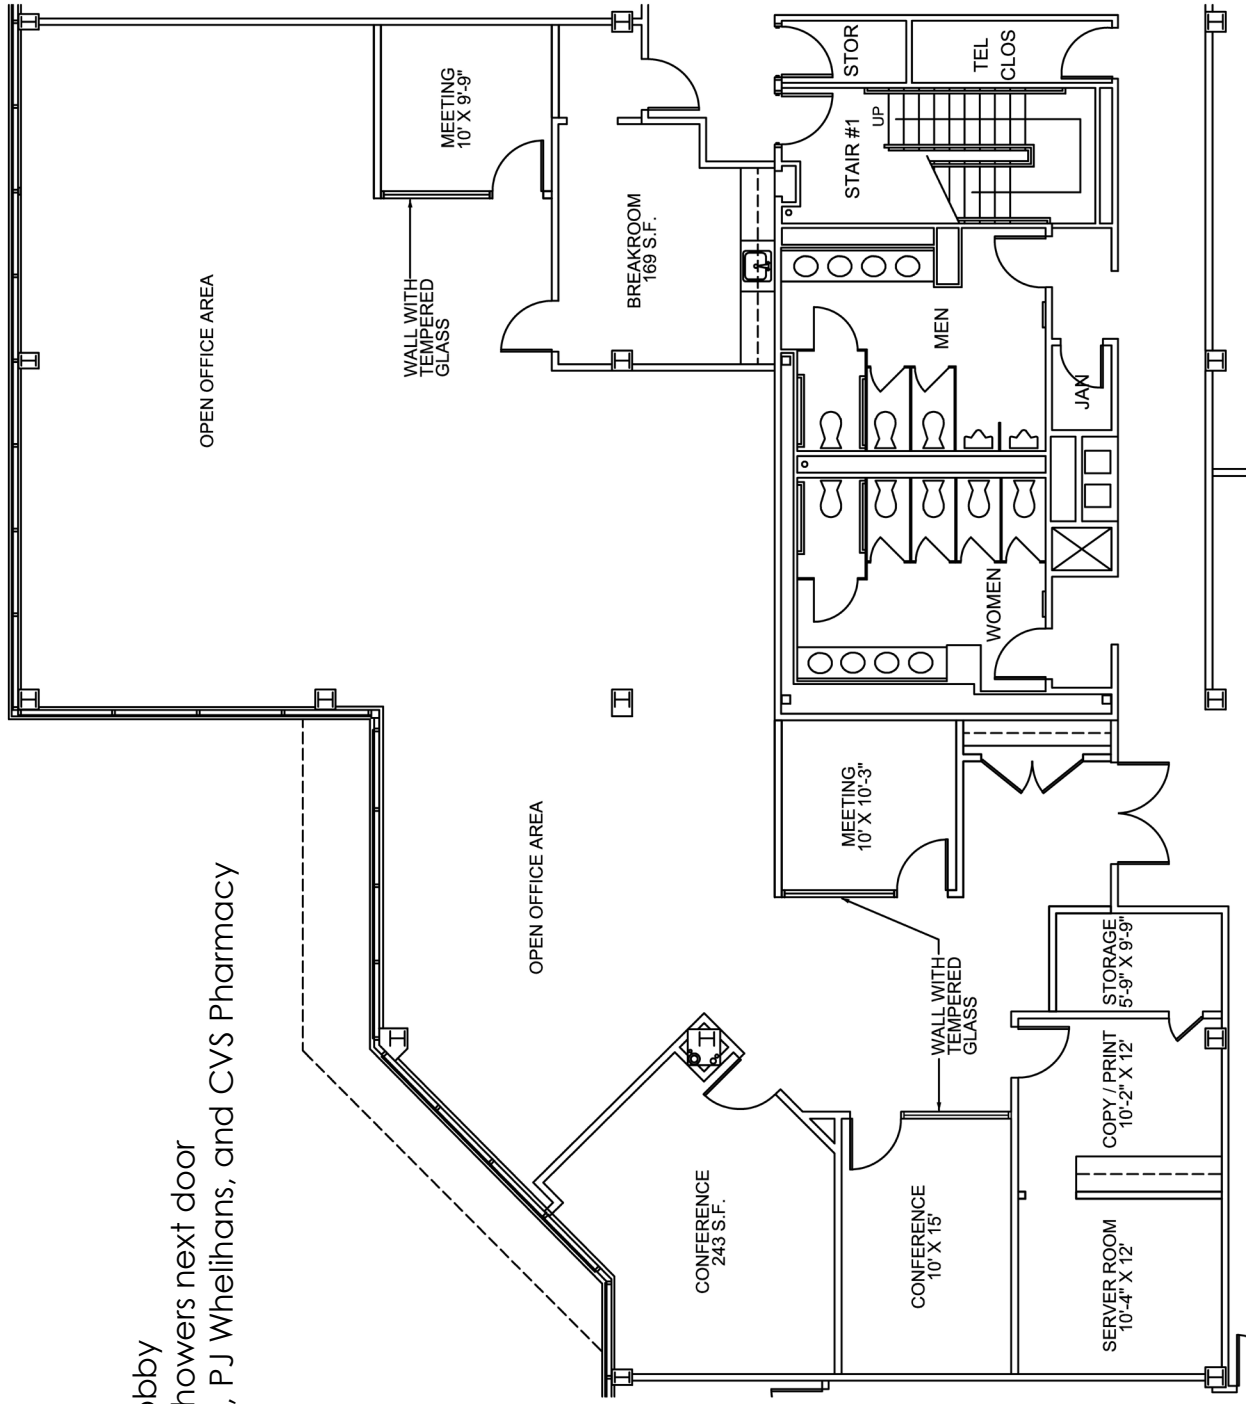 obby
howers next door
, PJ Whelihans, and CVS Pharmacy
OPEN OFFICE AREA
MEETING
10' X 9'-9"
WALL WITH
TEMPERED
GLASS
BREAKROOM
169 S.F.
STOR
TEL
CLOS
STAIR #1
UP
MEN
JAN
WOMEN
OPEN OFFICE AREA
MEETING
10' X 10'-3"
WALL WITH
TEMPERED
GLASS
STORAGE
5'-9" X 9'-9"
COPY / PRINT
10'-2" X 12'
CONFERENCE
243 S.F.
CONFERENCE
10' X 15'
SERVER ROOM
10'-4" X 12'